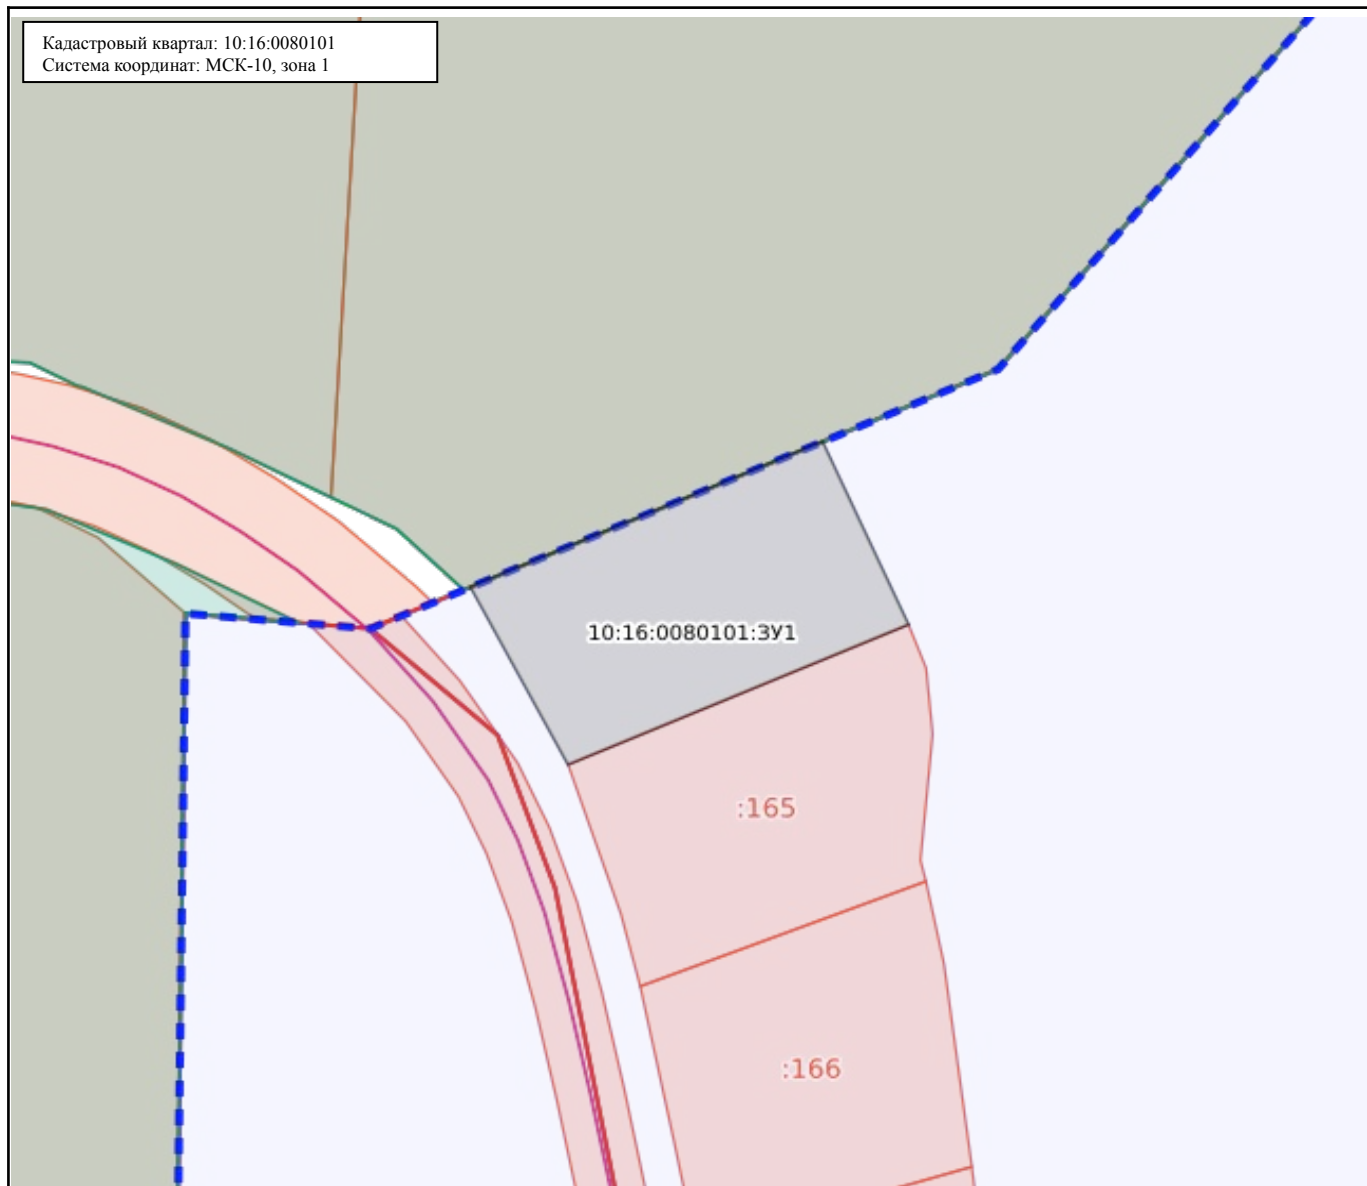 Кадастровый квартал: 10:16:0080101
Система координат: МСК-10, зона 1
10:16:0080101:ЗУ1
:165
:166